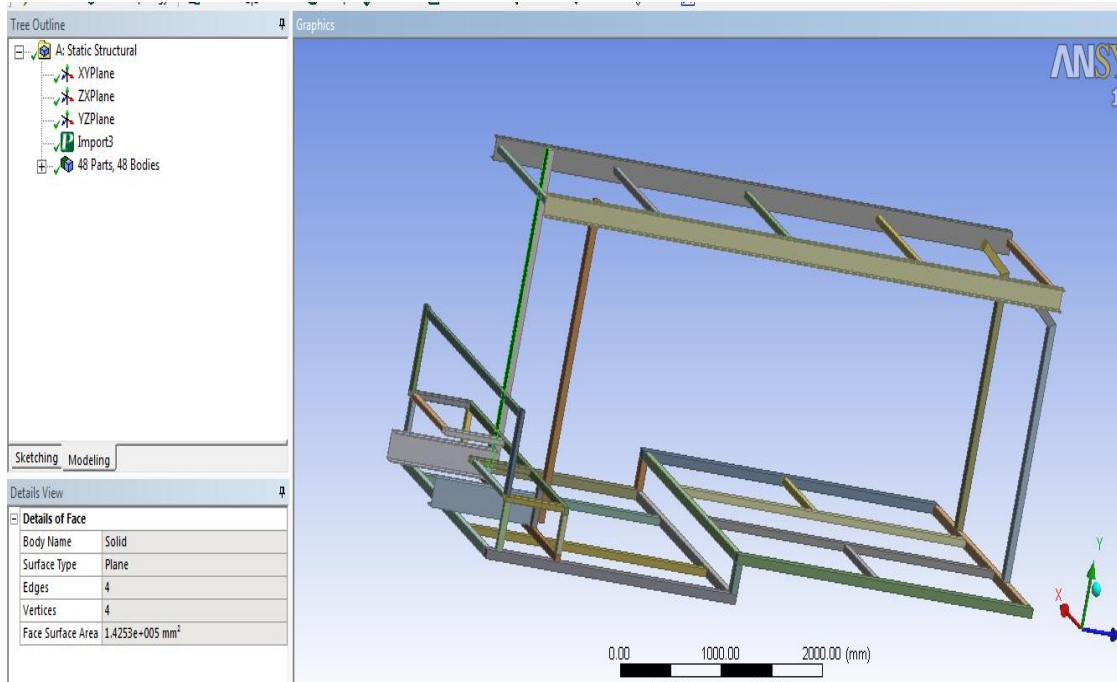 Tree Outline
Graphics
A: Static Structural
XYPlane
ZXPlane
YZPlane
Import3
48 Parts, 48 Bodies
Sketching Modeling
Details View
Details of Face
Body Name Solid
Surface Type Plane
Edges 4
Vertices 4
Face Surface Area 1.4253e+005 mm²
ANSY
Y
X
0.00 1000.00 2000.00 (mm)